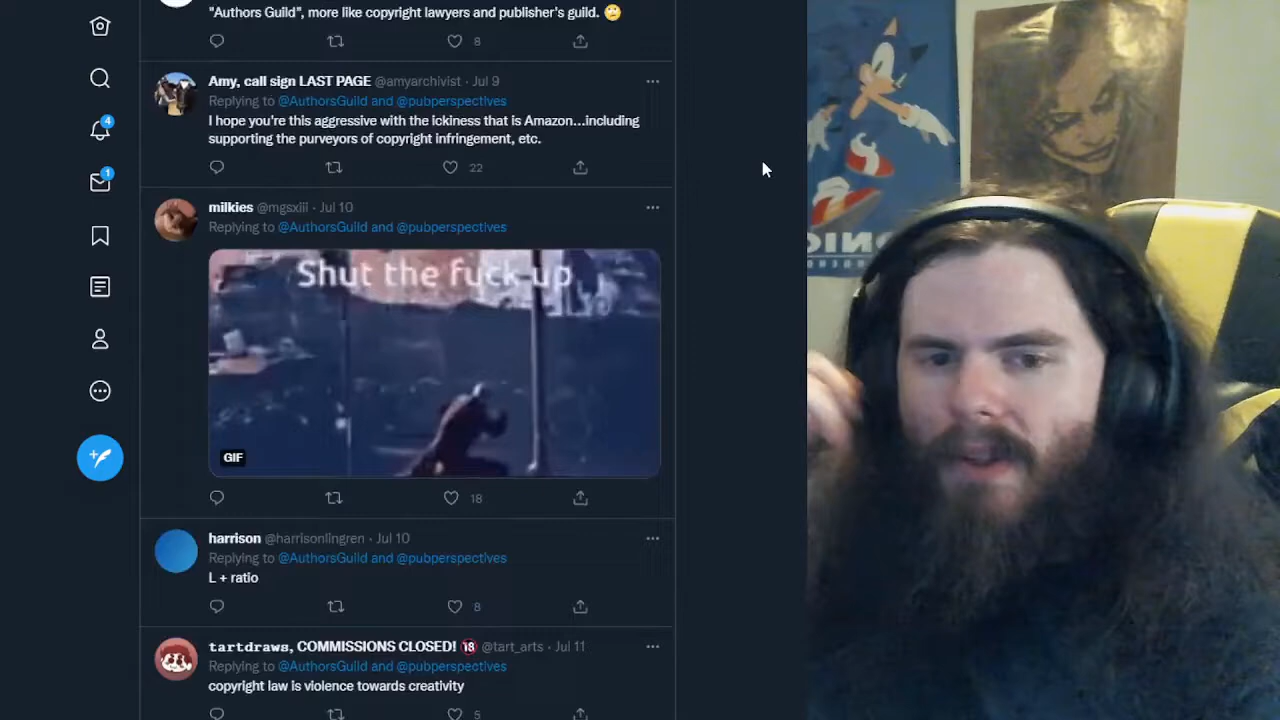 "Authors Guild", more like copyright lawyers and publisher's guild. 🙄
8
Amy, call sign LAST PAGE @amyarchivist · Jul 9
Replying to @AuthorsGuild and @pubperspectives
I hope you're this aggressive with the ickiness that is Amazon...including
supporting the purveyors of copyright infringement, etc.
22
milkies @mgsxiii · Jul 10
Replying to @AuthorsGuild and @pubperspectives
Shut the fuck up
GIF
18
harrison @harrisonlingren · Jul 10
Replying to @AuthorsGuild and @pubperspectives
L + ratio
8
tartdraws, COMMISSIONS CLOSED! 🔞 @tart_arts · Jul 11
Replying to @AuthorsGuild and @pubperspectives
copyright law is violence towards creativity
5
4
1